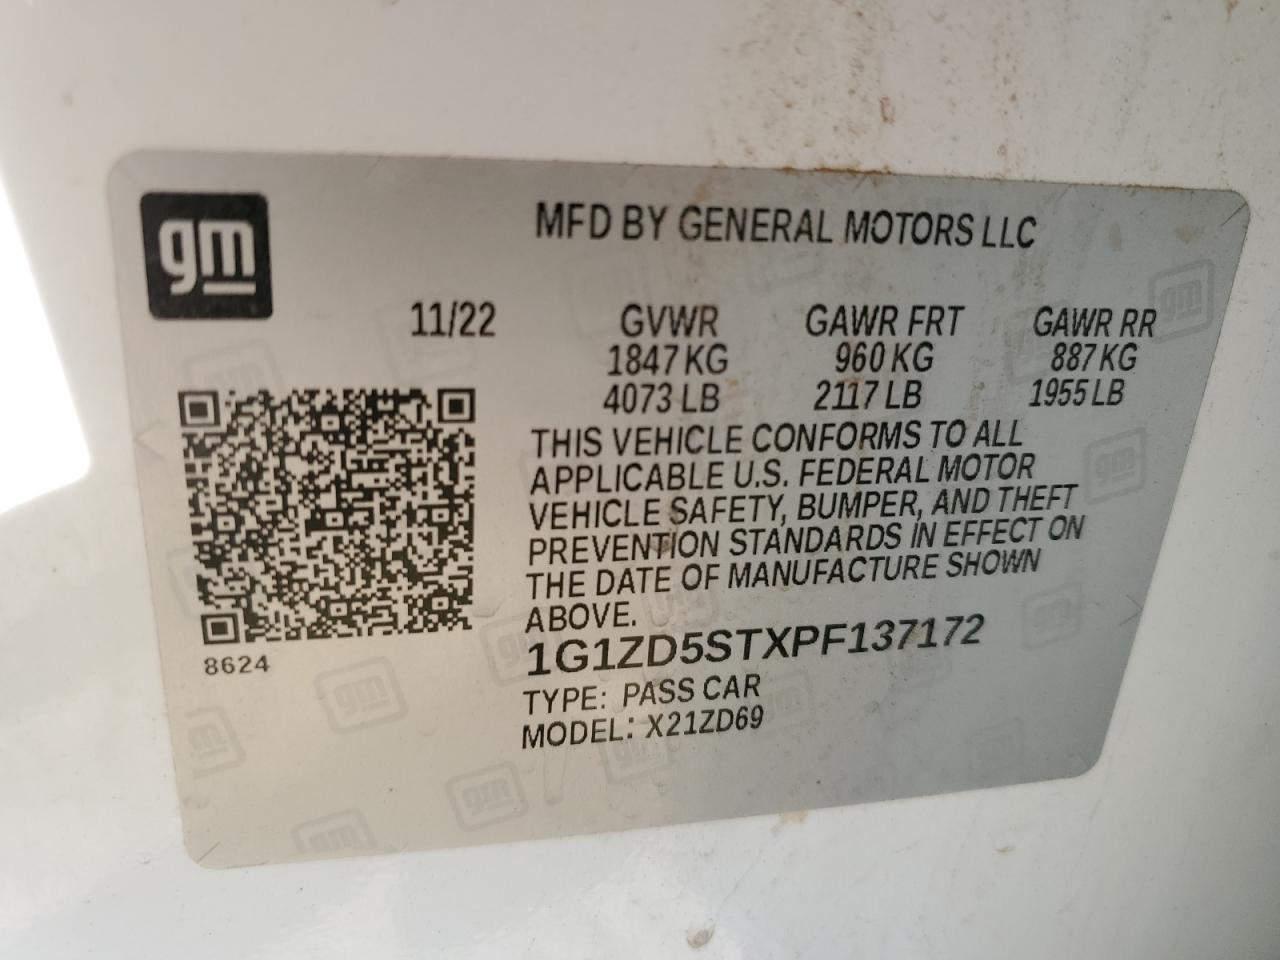 gm
MFD BY GENERAL MOTORS LLC
11/22 GVWR GAWR FRT GAWR RR
1847 KG 960 KG 887 KG
4073 LB 2117 LB 1955 LB
THIS VEHICLE CONFORMS TO ALL
APPLICABLE U.S. FEDERAL MOTOR
VEHICLE SAFETY, BUMPER, AND THEFT
PREVENTION STANDARDS IN EFFECT ON
THE DATE OF MANUFACTURE SHOWN
ABOVE.
8624
1G1ZD5STXPF137172
TYPE: PASS CAR
MODEL: X21ZD69